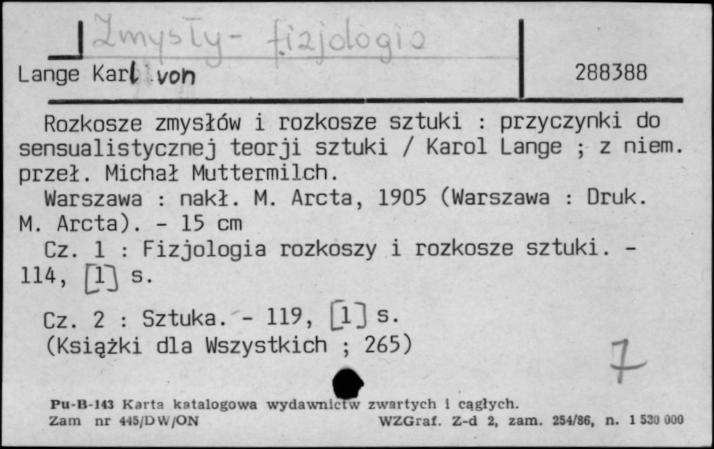 Zmysły - fizjologia
Lange Karl von 288388
Rozkosze zmysłów i rozkosze sztuki : przyczynki do
sensualistycznej teorji sztuki / Karol Lange ; z niem.
przeł. Michał Muttermilch.
Warszawa : nakł. M. Arcta, 1905 (Warszawa : Druk.
M. Arcta). - 15 cm
Cz. 1 : Fizjologia rozkoszy i rozkosze sztuki. -
114, [1] s.
Cz. 2 : Sztuka. - 119, [1] s.
(Książki dla Wszystkich ; 265)
7
Pu-B-143 Karta katalogowa wydawnictw zwartych i cągłych.
Zam nr 445/DW/ON WZGraf. Z-d 2, zam. 254/86, n. 1 530 000